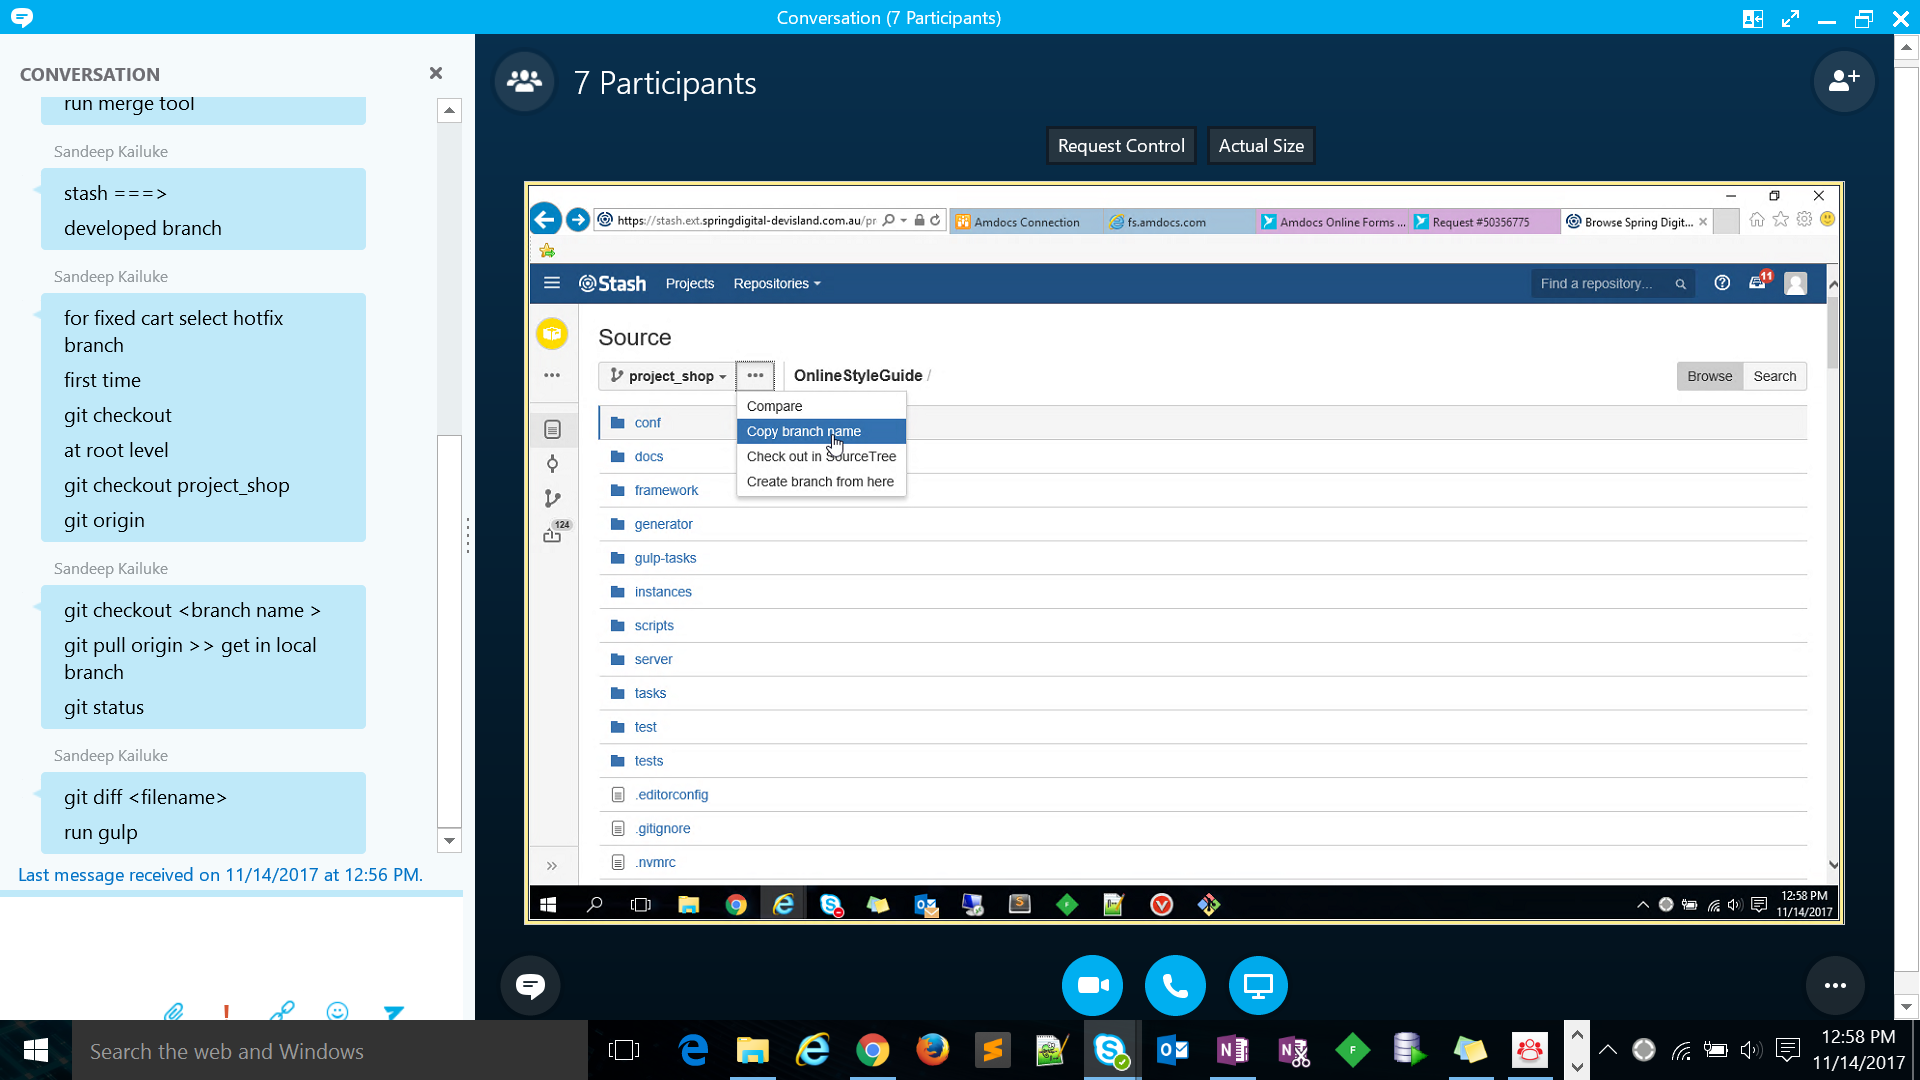 Conversation (7 Participants)
CONVERSATION
run merge tool
Sandeep Kailuke
stash ===>
developed branch
Sandeep Kailuke
for fixed cart select hotfix
branch
first time
git checkout
at root level
git checkout project_shop
git origin
Sandeep Kailuke
git checkout <branch name >
git pull origin >> get in local
branch
git status
Sandeep Kailuke
git diff <filename>
run gulp
Last message received on 11/14/2017 at 12:56 PM.
7 Participants
Request Control
Actual Size
https://stash.ext.springdigital-devisland.com.au/pr
Amdocs Connection
fs.amdocs.com
Amdocs Online Forms ...
Request #50356775
Browse Spring Digit...
Stash
Projects
Repositories
Find a repository...
11
Source
project_shop
OnlineStyleGuide /
Browse
Search
Compare
Copy branch name
Check out in SourceTree
Create branch from here
124
conf
docs
framework
generator
gulp-tasks
instances
scripts
server
tasks
test
tests
.editorconfig
.gitignore
.nvmrc
12:58 PM
11/14/2017
Search the web and Windows
12:58 PM
11/14/2017